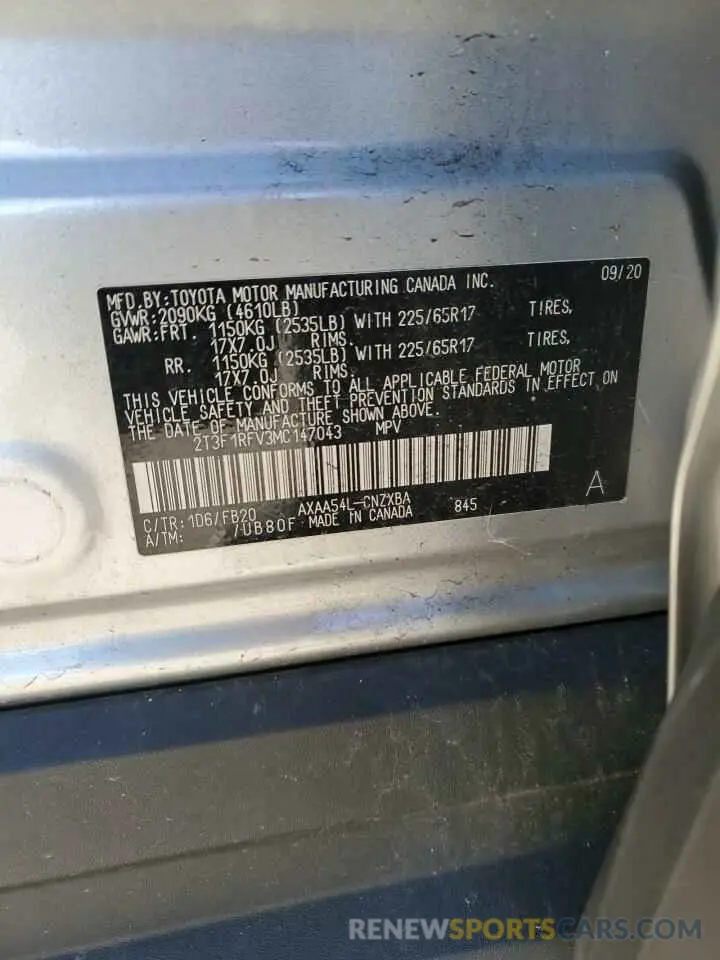 MFD.BY:TOYOTA MOTOR MANUFACTURING CANADA INC. 09/20
GVWR:2090KG (4610LB)
GAWR:FRT. 1150KG (2535LB) WITH 225/65R17 TIRES,
17X7.0J RIMS.
RR. 1150KG (2535LB) WITH 225/65R17 TIRES,
17X7.0J RIMS.
THIS VEHICLE CONFORMS TO ALL APPLICABLE FEDERAL MOTOR
VEHICLE SAFETY AND THEFT PREVENTION STANDARDS IN EFFECT ON
THE DATE OF MANUFACTURE SHOWN ABOVE.
2T3F1RFV3MC147043 MPV
C/TR:1D6/FB20 AXAA54L-CNZXBA 845 A
A/TM: /UB80F MADE IN CANADA
RENEWSPORTSCARS.COM